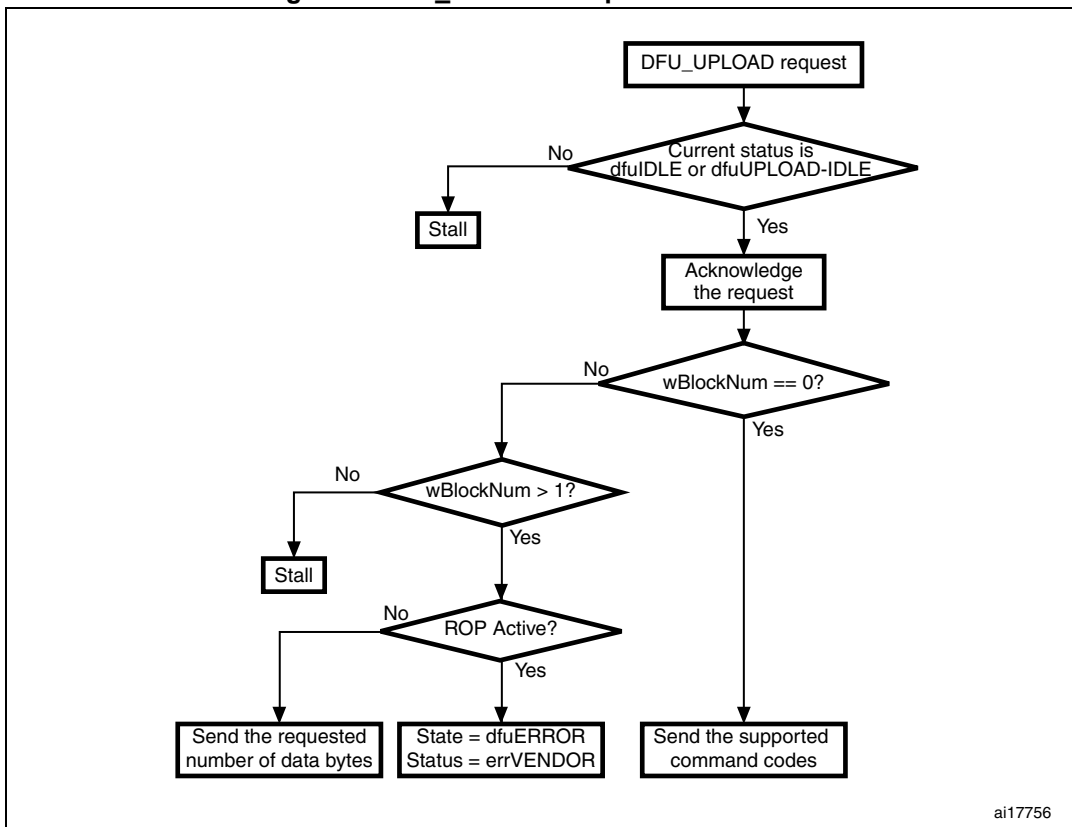 DFU_UPLOAD request
Current status is
dfuIDLE or dfuUPLOAD-IDLE
No
Stall
Yes
Acknowledge
the request
No
wBlockNum == 0?
Yes
No
wBlockNum > 1?
Yes
Stall
No
ROP Active?
Yes
Send the requested
number of data bytes
State = dfuERROR
Status = errVENDOR
Send the supported
command codes
ai17756